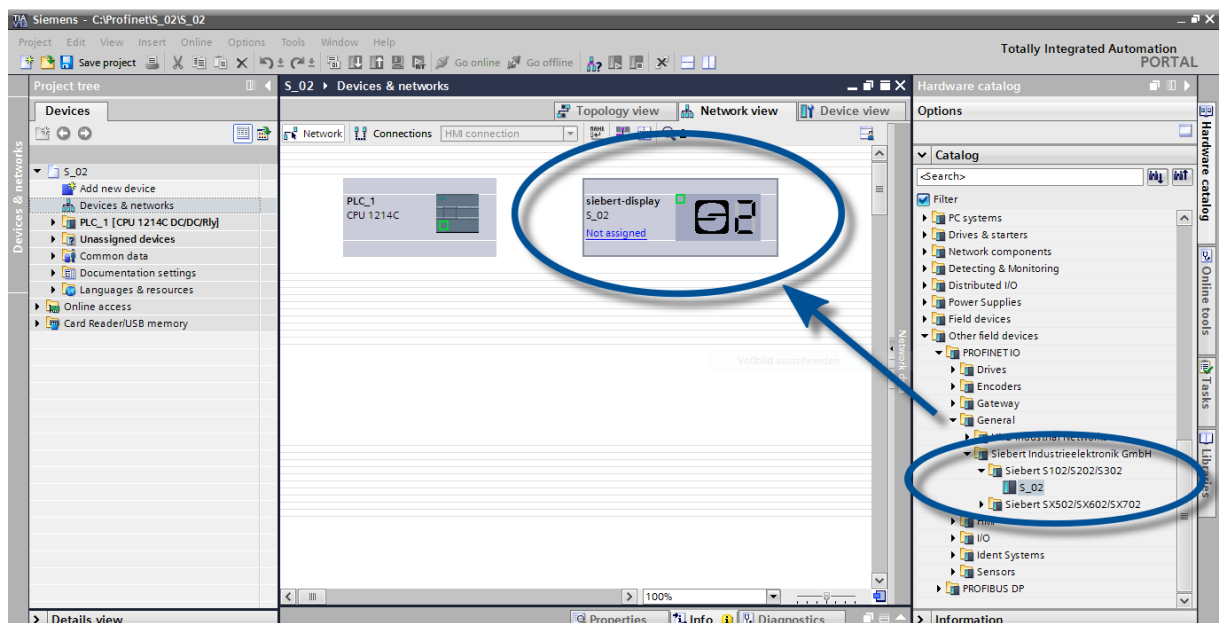 TIA V13 Siemens - C:\Profinet\S_02\S_02
Project Edit View Insert Online Options Tools Window Help
Totally Integrated Automation
PORTAL
Save project Go online Go offline
Project tree
Devices
S_02
Add new device
Devices & networks
PLC_1 [CPU 1214C DC/DC/Rly]
Unassigned devices
Common data
Documentation settings
Languages & resources
Online access
Card Reader/USB memory
Details view
Devices & networks
S_02 Devices & networks
Topology view Network view Device view
Network Connections HMI connection
PLC_1
CPU 1214C
siebert-display
S_02
Not assigned
02
Vollbild ausschneiden
100%
Properties Info Diagnostics
Hardware catalog
Options
Catalog
<Search>
Filter
PC systems
Drives & starters
Network components
Detecting & Monitoring
Distributed I/O
Power Supplies
Field devices
Other field devices
PROFINET IO
Drives
Encoders
Gateway
General
Siebert Industrieelektronik GmbH
Siebert S102/S202/S302
S_02
Siebert SX502/SX602/SX702
HMI
I/O
Ident Systems
Sensors
PROFIBUS DP
Information
Hardware catalog
Online tools
Tasks
Libraries